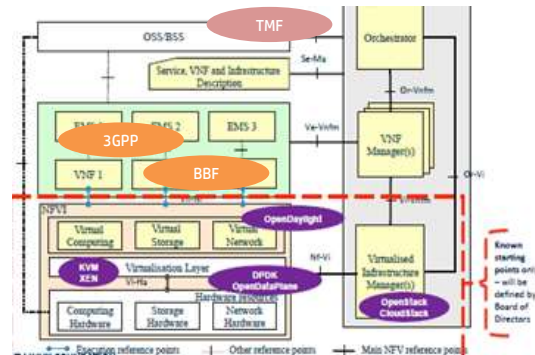 TMF
OSS/BSS
Orchestrator
Se-Ma
Service, VNF and Infrastructure
Description
Or-Vnfm
EMS 2
EMS 3
3GPP
Ve-Vnfm
VNF
Manager(s)
VNF 1
BBF
Or-Vi
NFVI
OpenDaylight
Virtual
Computing
Virtual
Storage
Virtual
Network
KVM
XEN
Virtualisation Layer
Nf-Vi
Virtualised
Infrastructure
Manager(s)
DPDK
OpenDataPlane
Vl-Ha
Hardware resources
Computing
Hardware
Storage
Hardware
Network
Hardware
OpenStack
CloudStack
Known
starting
points only
– will be
defined by
Board of
Directors
Execution reference points
Other reference points
Main NFV reference points